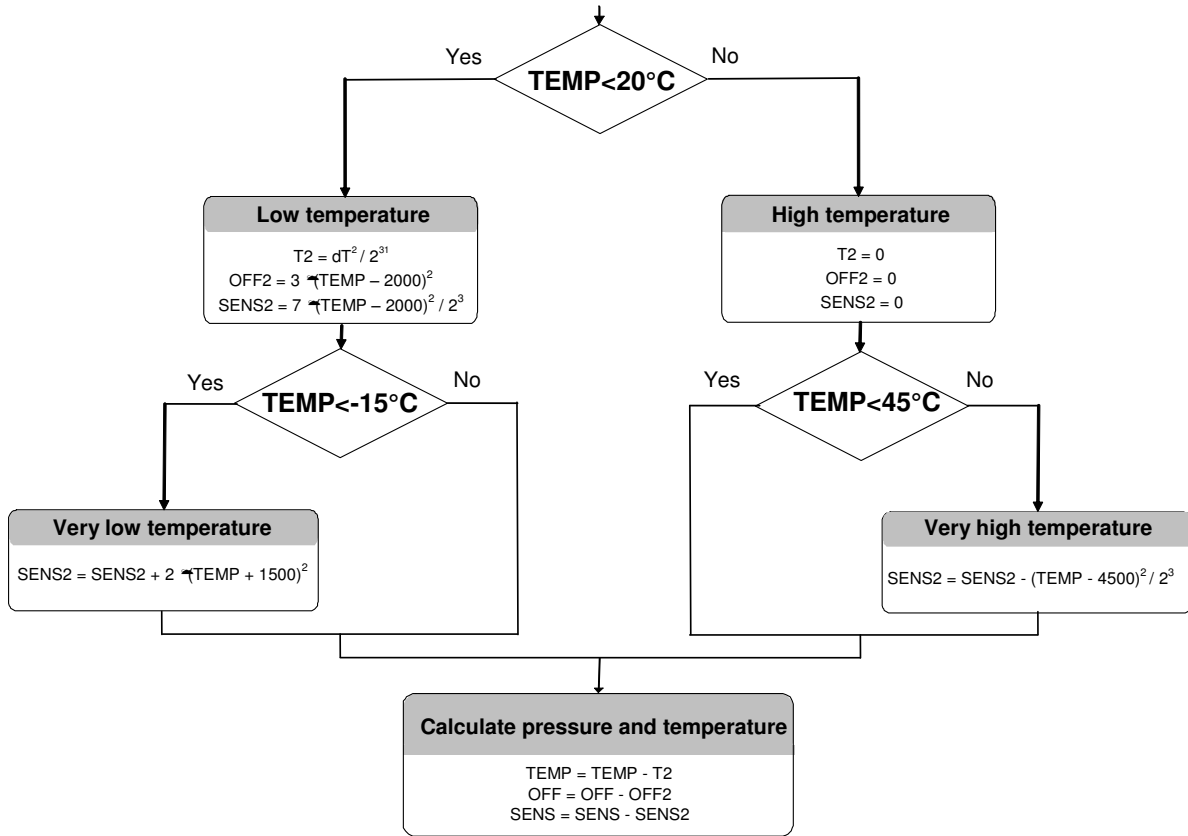 Yes
No
TEMP<20°C
Low temperature
T2 = dT² / 2³¹
OFF2 = 3 (TEMP – 2000)²
SENS2 = 7 (TEMP – 2000)² / 2³
High temperature
T2 = 0
OFF2 = 0
SENS2 = 0
Yes
No
TEMP<-15°C
Yes
No
TEMP<45°C
Very low temperature
SENS2 = SENS2 + 2 (TEMP + 1500)²
Very high temperature
SENS2 = SENS2 - (TEMP - 4500)² / 2³
Calculate pressure and temperature
TEMP = TEMP - T2
OFF = OFF - OFF2
SENS = SENS - SENS2